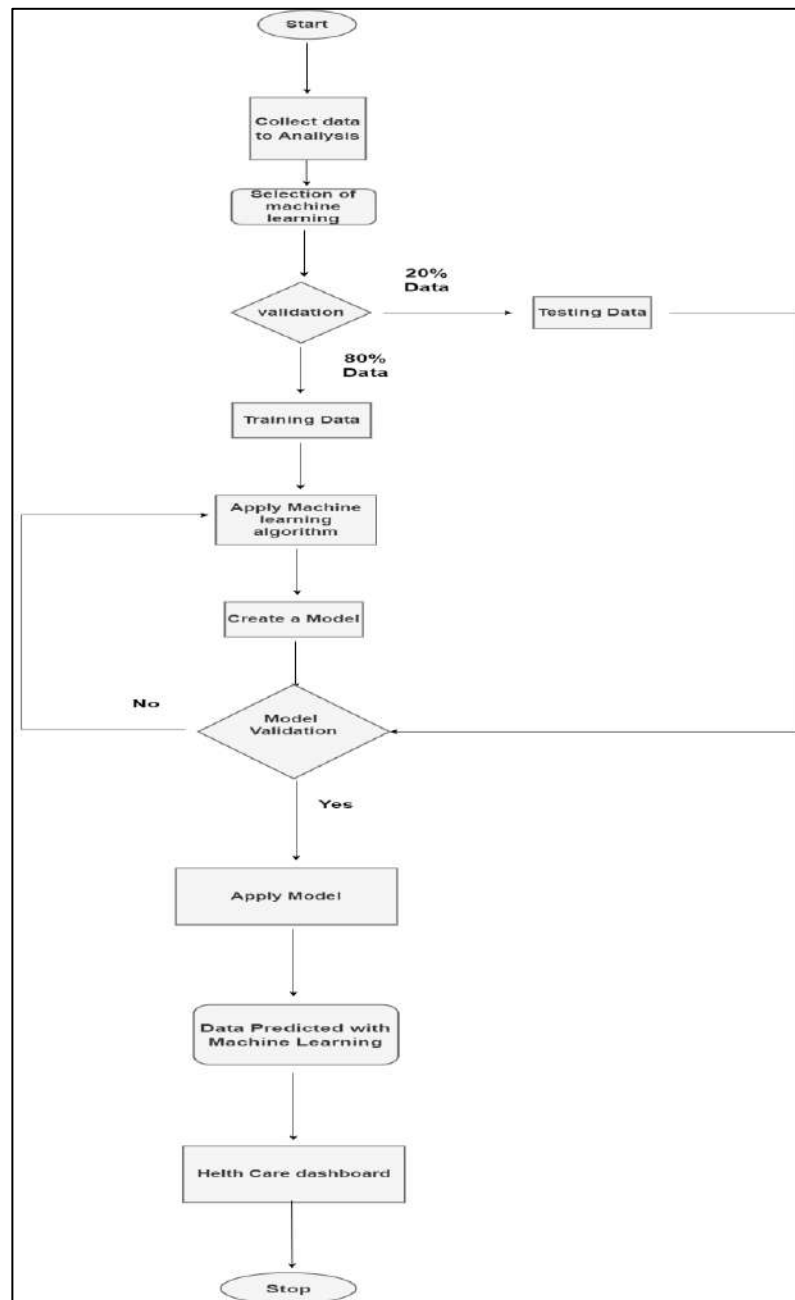 Start
Collect data
to Anallysis
Selection of
machine
learning
20%
Data
validation
Testing Data
80%
Data
Training Data
Apply Machine
learning
algorithm
Create a Model
No
Model
Validation
Yes
Apply Model
Data Predicted with
Machine Learning
Helth Care dashboard
Stop